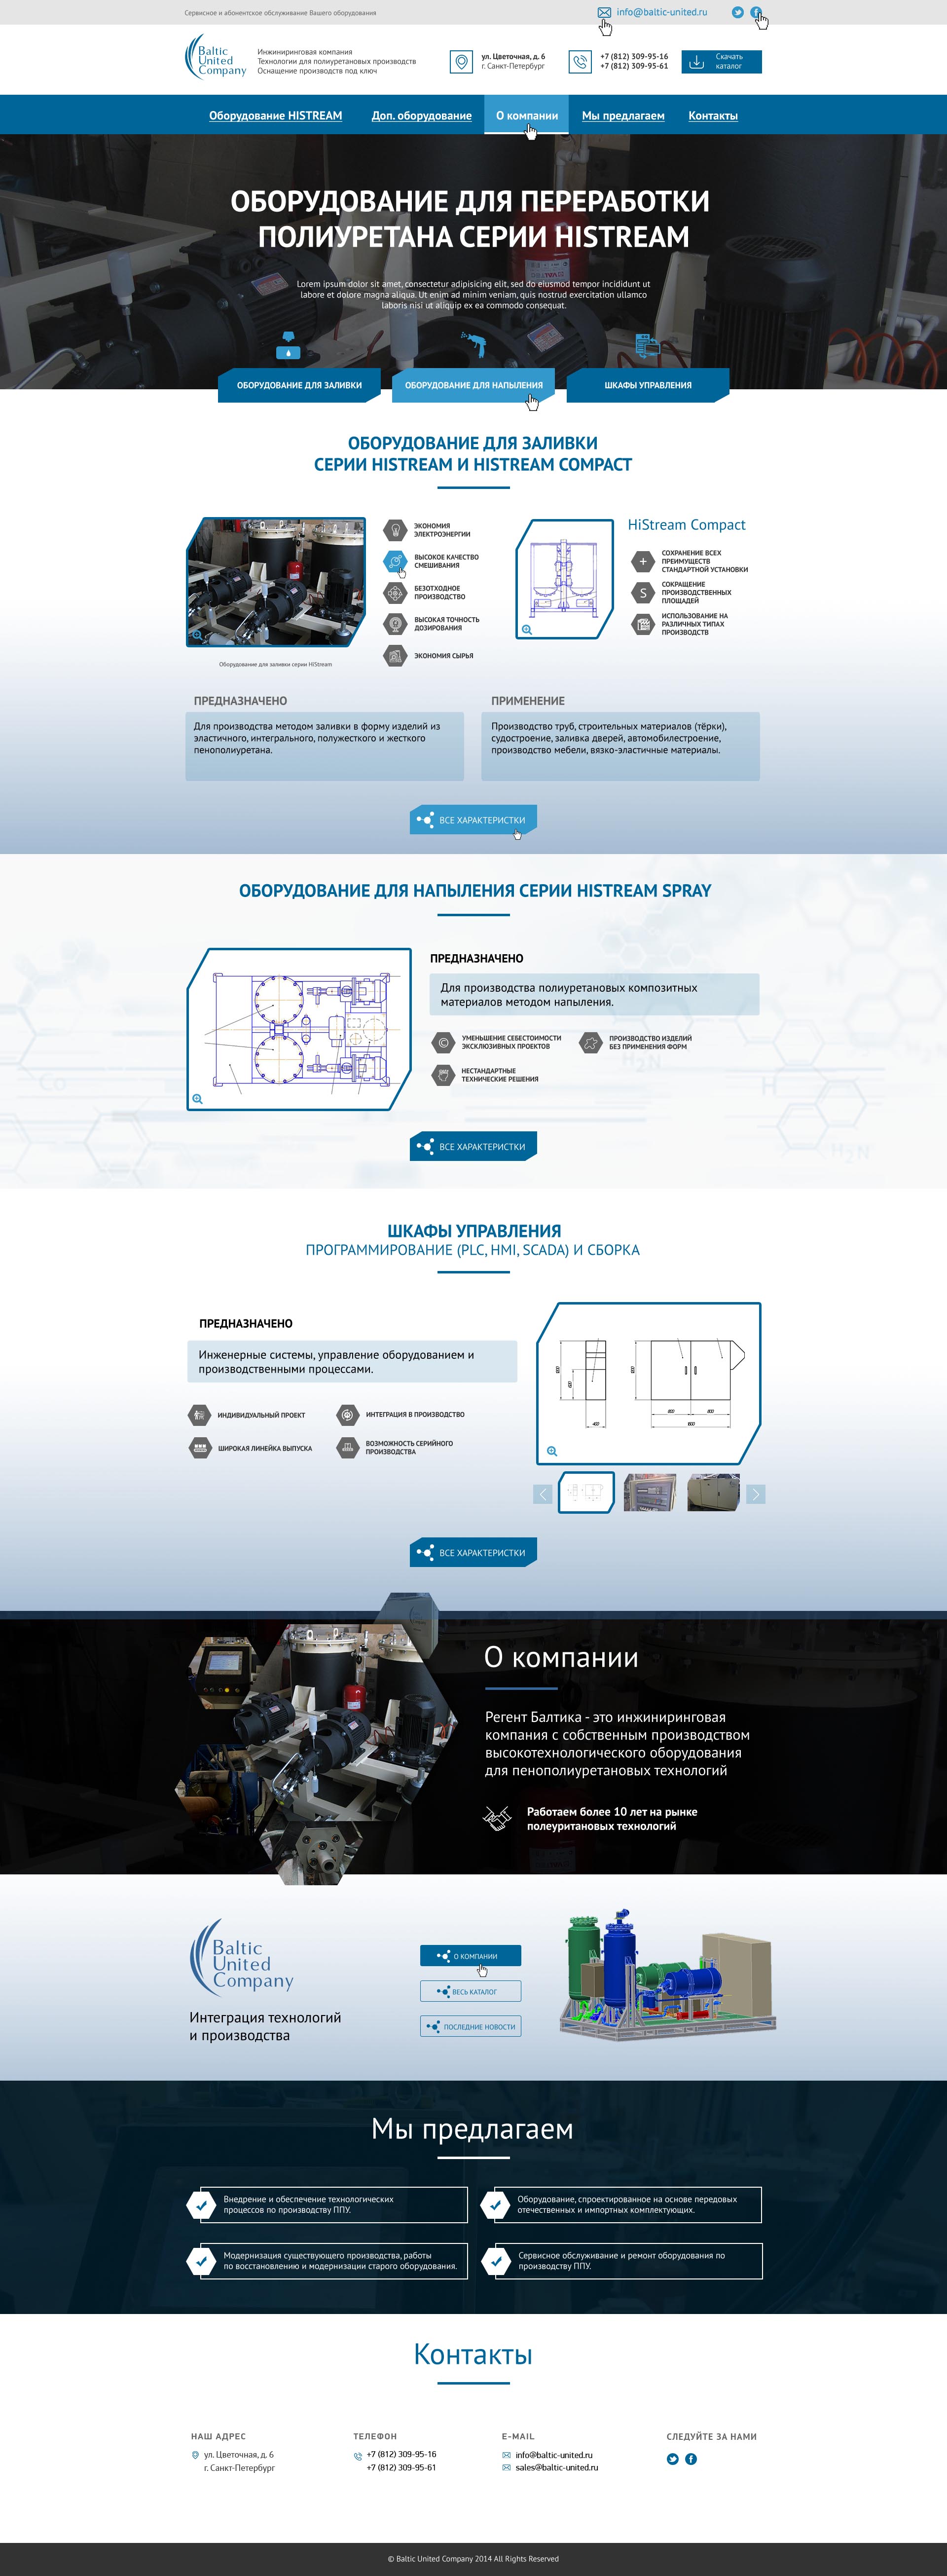 Сервисное и абонентское обслуживание Вашего оборудования
info@baltic-united.ru
Baltic
United
Company
Инжиниринговая компания
Технологии для полиуретановых производств
Оснащение производств под ключ
ул. Цветочная, д. 6
г. Санкт-Петербург
+7 (812) 309-95-16
+7 (812) 309-95-61
Скачать
каталог
Оборудование HISTREAM
Доп. оборудование
О компании
Мы предлагаем
Контакты
ОБОРУДОВАНИЕ ДЛЯ ПЕРЕРАБОТКИ
ПОЛИУРЕТАНА СЕРИИ HISTREAM
Lorem ipsum dolor sit amet, consectetur adipisicing elit, sed do eiusmod tempor incididunt ut
labore et dolore magna aliqua. Ut enim ad minim veniam, quis nostrud exercitation ullamco
laboris nisi ut aliquip ex ea commodo consequat.
ОБОРУДОВАНИЕ ДЛЯ ЗАЛИВКИ
ОБОРУДОВАНИЕ ДЛЯ НАПЫЛЕНИЯ
ШКАФЫ УПРАВЛЕНИЯ
ОБОРУДОВАНИЕ ДЛЯ ЗАЛИВКИ
СЕРИИ HISTREAM И HISTREAM COMPACT
Оборудование для заливки серии HiStream
ЭКОНОМИЯ
ЭЛЕКТРОЭНЕРГИИ
ВЫСОКОЕ КАЧЕСТВО
СМЕШИВАНИЯ
БЕЗОТХОДНОЕ
ПРОИЗВОДСТВО
ВЫСОКАЯ ТОЧНОСТЬ
ДОЗИРОВАНИЯ
ЭКОНОМИЯ СЫРЬЯ
HiStream Compact
СОХРАНЕНИЕ ВСЕХ
ПРЕИМУЩЕСТВ
СТАНДАРТНОЙ УСТАНОВКИ
S
СОКРАЩЕНИЕ
ПРОИЗВОДСТВЕННЫХ
ПЛОЩАДЕЙ
ИСПОЛЬЗОВАНИЕ НА
РАЗЛИЧНЫХ ТИПАХ
ПРОИЗВОДСТВ
ПРЕДНАЗНАЧЕНО
Для производства методом заливки в форму изделий из
эластичного, интегрального, полужесткого и жесткого
пенополиуретана.
ПРИМЕНЕНИЕ
Производство труб, строительных материалов (тёрки),
судостроение, заливка дверей, автомобилестроение,
производство мебели, вязко-эластичные материалы.
ВСЕ ХАРАКТЕРИСТКИ
ОБОРУДОВАНИЕ ДЛЯ НАПЫЛЕНИЯ СЕРИИ HISTREAM SPRAY
ПРЕДНАЗНАЧЕНО
Для производства полиуретановых композитных
материалов методом напыления.
©
УМЕНЬШЕНИЕ СЕБЕСТОИМОСТИ
ЭКСКЛЮЗИВНЫХ ПРОЕКТОВ
ПРОИЗВОДСТВО ИЗДЕЛИЙ
БЕЗ ПРИМЕНЕНИЯ ФОРМ
НЕСТАНДАРТНЫЕ
ТЕХНИЧЕСКИЕ РЕШЕНИЯ
H
H2N
ВСЕ ХАРАКТЕРИСТКИ
ШКАФЫ УПРАВЛЕНИЯ
ПРОГРАММИРОВАНИЕ (PLC, HMI, SCADA) И СБОРКА
ПРЕДНАЗНАЧЕНО
Инженерные системы, управление оборудованием и
производственными процессами.
ИНДИВИДУАЛЬНЫЙ ПРОЕКТ
ИНТЕГРАЦИЯ В ПРОИЗВОДСТВО
ШИРОКАЯ ЛИНЕЙКА ВЫПУСКА
ВОЗМОЖНОСТЬ СЕРИЙНОГО
ПРОИЗВОДСТВА
ВСЕ ХАРАКТЕРИСТКИ
О компании
Регент Балтика - это инжиниринговая
компания с собственным производством
высокотехнологического оборудования
для пенополиуретановых технологий
Работаем более 10 лет на рынке
полеуритановых технологий
Baltic
United
Company
Интеграция технологий
и производства
О КОМПАНИИ
ВЕСЬ КАТАЛОГ
ПОСЛЕДНИЕ НОВОСТИ
Мы предлагаем
Внедрение и обеспечение технологических
процессов по производству ППУ.
Оборудование, спроектированное на основе передовых
отечественных и импортных комплектующих.
Модернизация существующего производства, работы
по восстановлению и модернизации старого оборудования.
Сервисное обслуживание и ремонт оборудования по
производству ППУ.
Контакты
НАШ АДРЕС
ул. Цветочная, д. 6
г. Санкт-Петербург
ТЕЛЕФОН
+7 (812) 309-95-16
+7 (812) 309-95-61
E-MAIL
info@baltic-united.ru
sales@baltic-united.ru
СЛЕДУЙТЕ ЗА НАМИ
© Baltic United Company 2014 All Rights Reserved